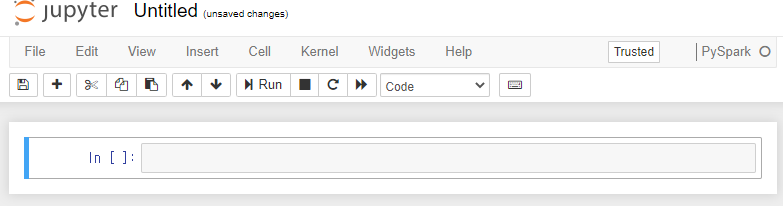 jupyter Untitled (unsaved changes)
File Edit View Insert Cell Kernel Widgets Help Trusted PySpark
Run Code
In [ ]: